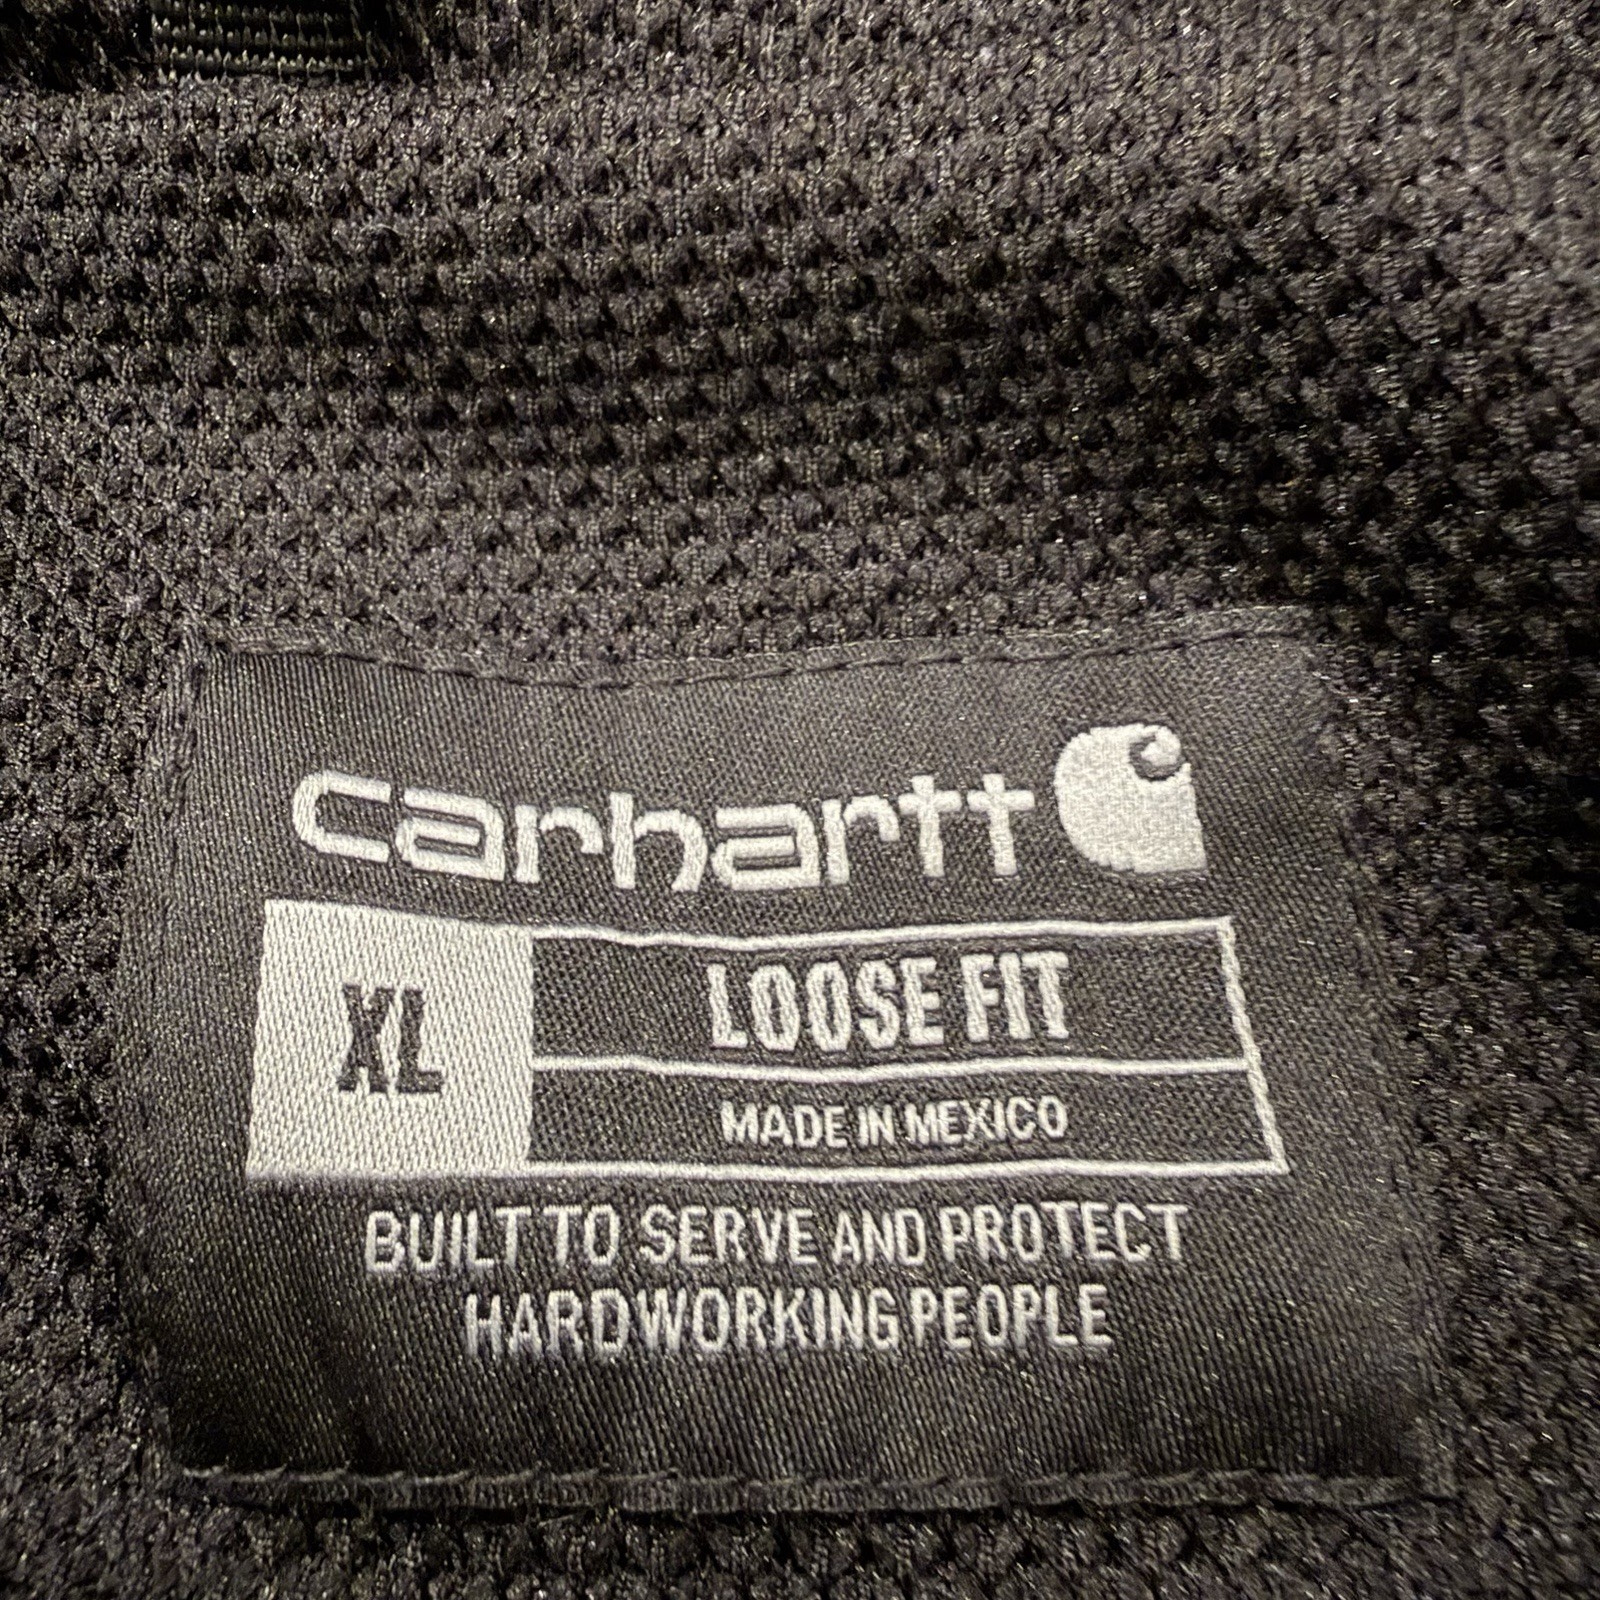 carhartt
XL
LOOSE FIT
MADE IN MEXICO
BUILT TO SERVE AND PROTECT
HARDWORKING PEOPLE